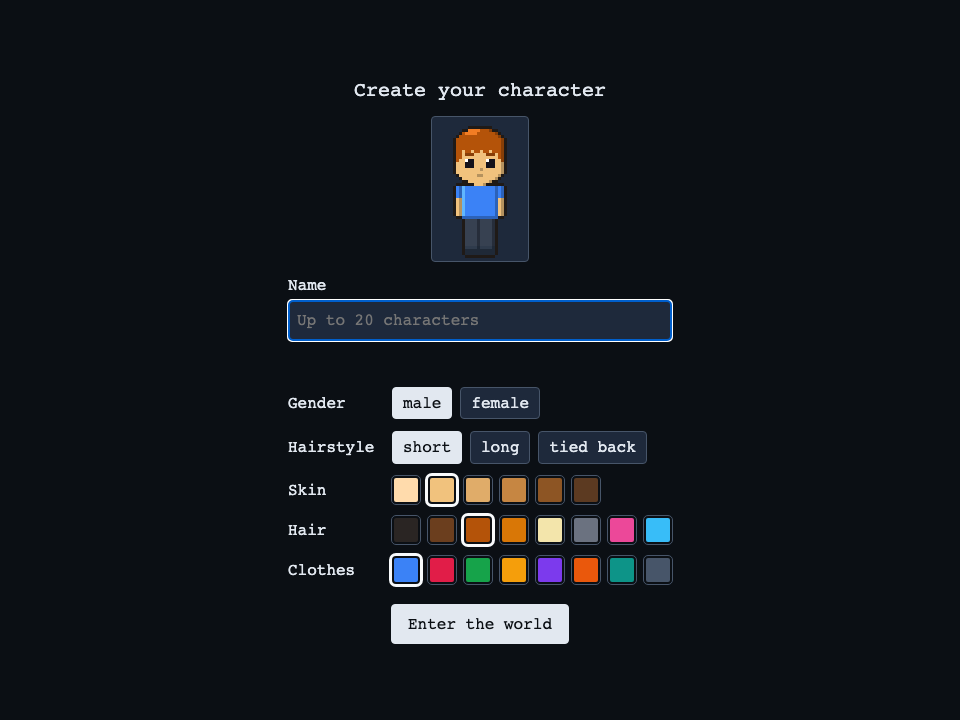 Create your character
Name
Up to 20 characters
Gender male female
Hairstyle short long tied back
Skin
Hair
Clothes
Enter the world